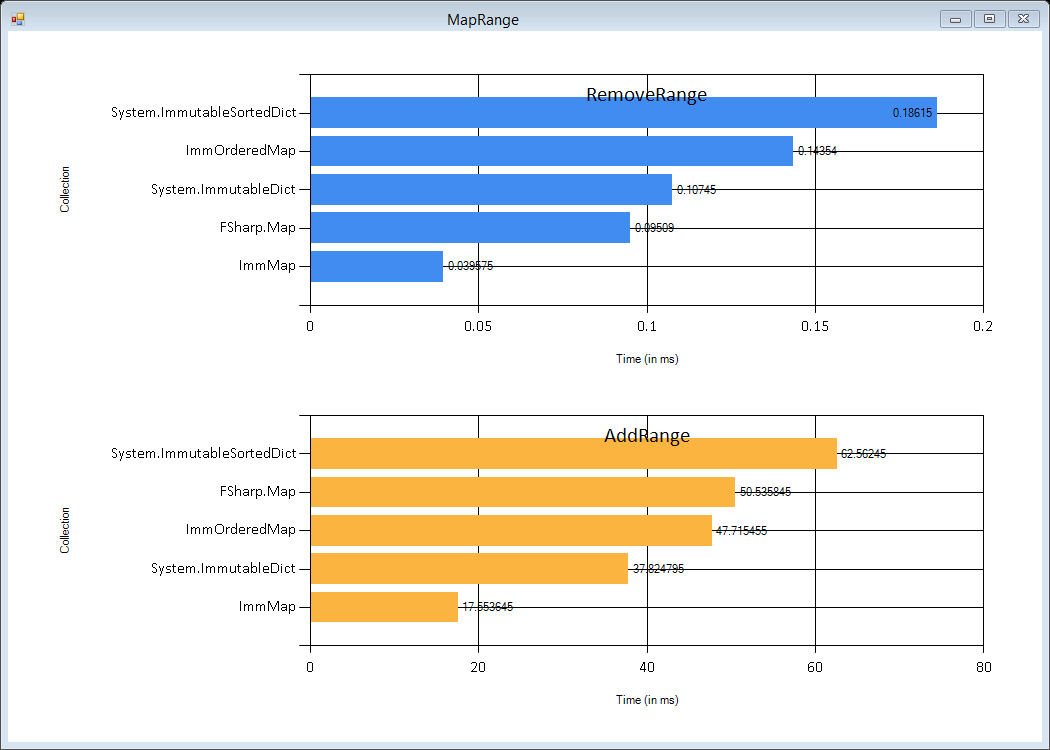 MapRange
RemoveRange
System.ImmutableSortedDict 0.18615
ImmOrderedMap 0.14354
System.ImmutableDict 0.10745
FSharp.Map 0.09509
ImmMap 0.039575
Collection
0 0.05 0.1 0.15 0.2
Time (in ms)
AddRange
System.ImmutableSortedDict 62.56245
FSharp.Map 50.535845
ImmOrderedMap 47.715455
System.ImmutableDict 37.824795
ImmMap 17.553645
Collection
0 20 40 60 80
Time (in ms)